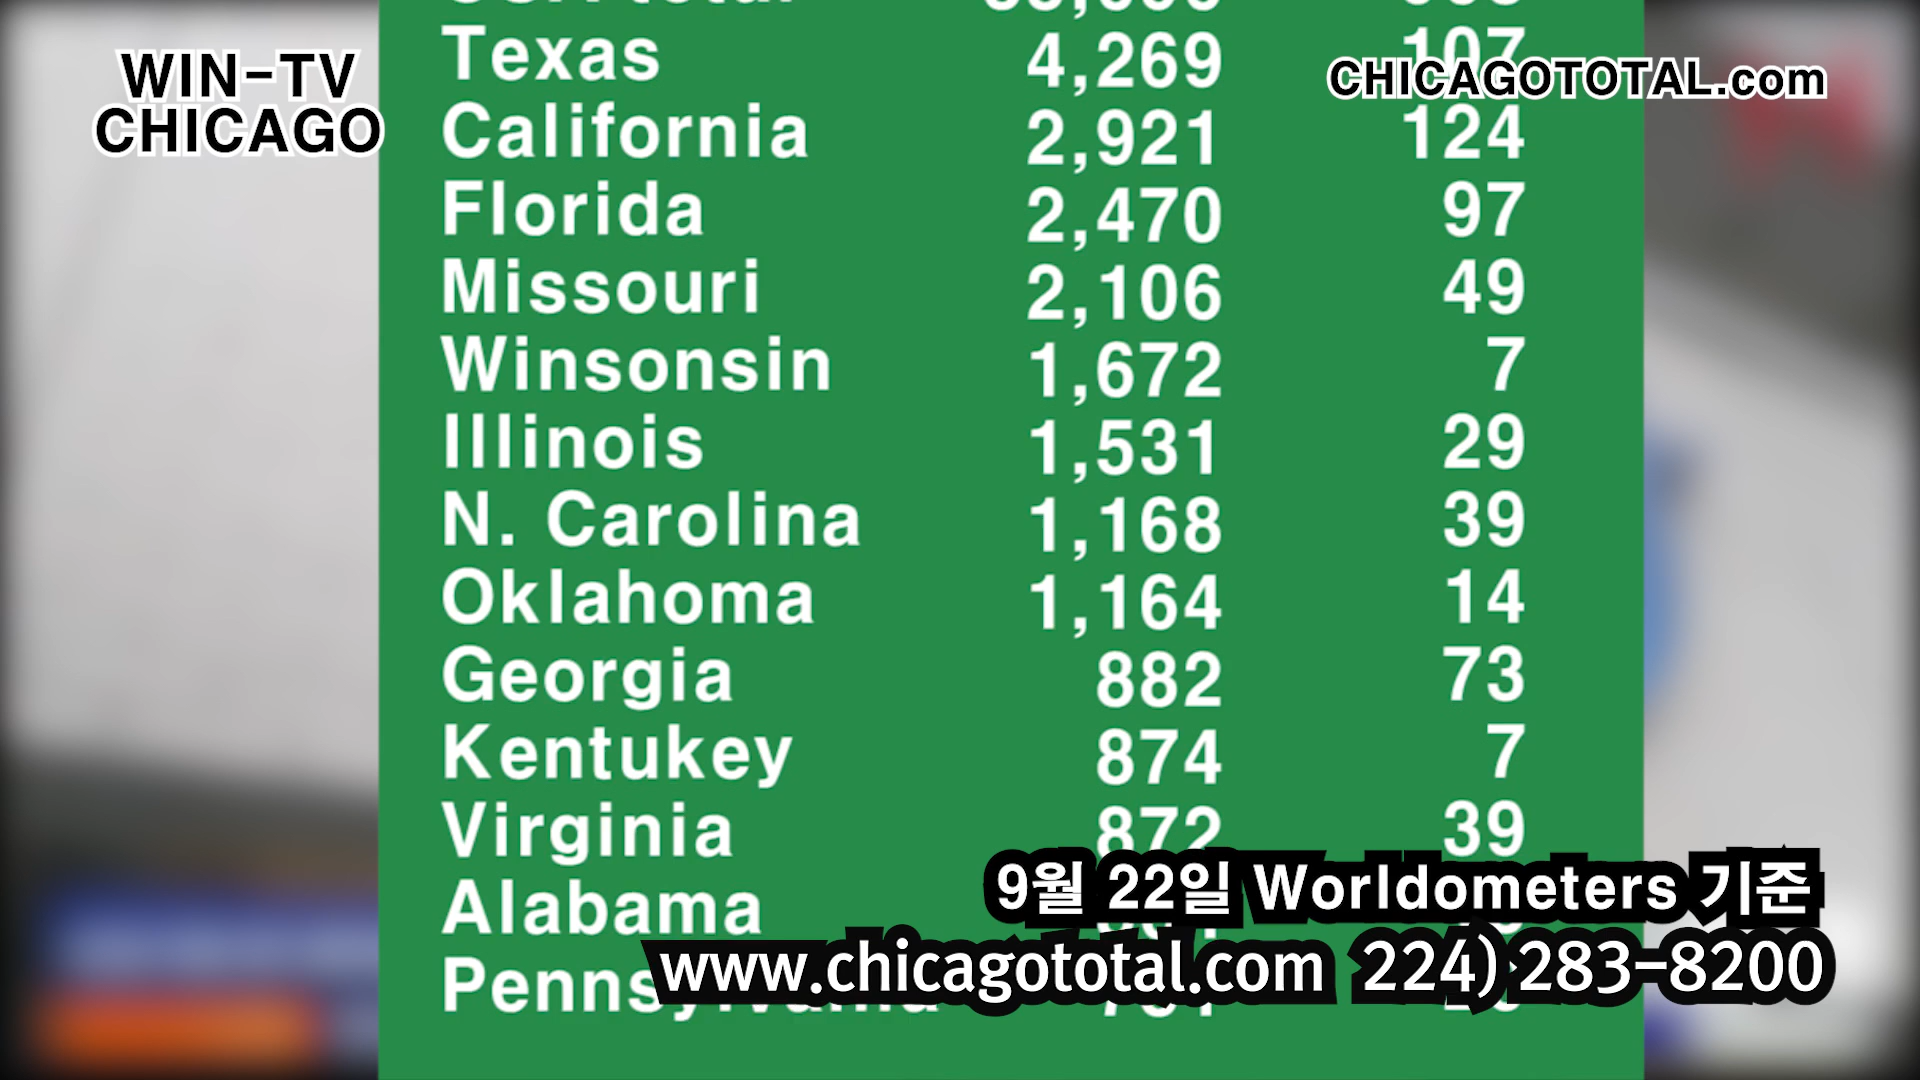 WIN-TV
CHICAGO
CHICAGOTOTAL.com
Texas 4,269 107
California 2,921 124
Florida 2,470 97
Missouri 2,106 49
Winsonsin 1,672 7
Illinois 1,531 29
N. Carolina 1,168 39
Oklahoma 1,164 14
Georgia 882 73
Kentukey 874 7
Virginia 872 39
Alabama
Pennsylvania
9월 22일 Worldometers 기준
www.chicagototal.com 224) 283-8200